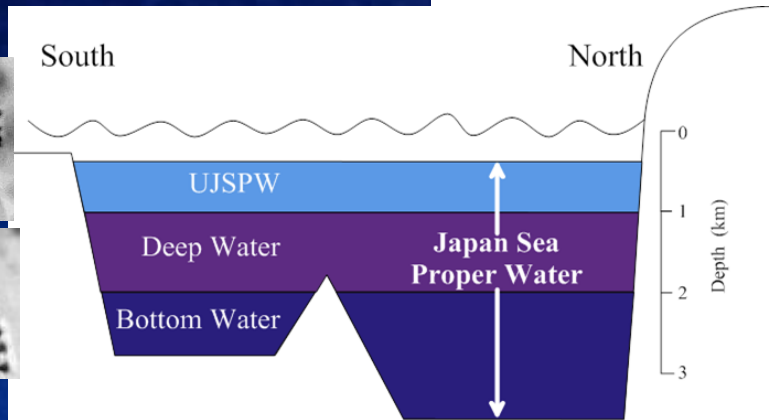 South
North
0
UJSPW
1
Deep Water
Japan Sea
Proper Water
Depth (km)
2
Bottom Water
3